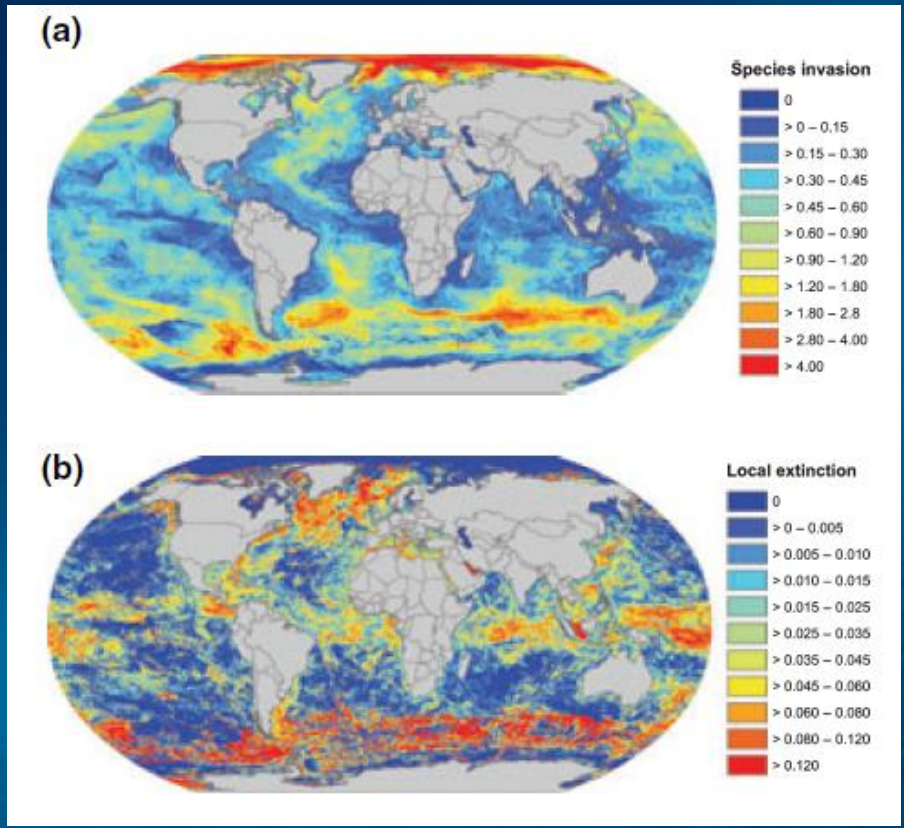 (a)
Species invasion
0
> 0 – 0.15
> 0.15 – 0.30
> 0.30 – 0.45
> 0.45 – 0.60
> 0.60 – 0.90
> 0.90 – 1.20
> 1.20 – 1.80
> 1.80 – 2.8
> 2.80 – 4.00
> 4.00
(b)
Local extinction
0
> 0 – 0.005
> 0.005 – 0.010
> 0.010 – 0.015
> 0.015 – 0.025
> 0.025 – 0.035
> 0.035 – 0.045
> 0.045 – 0.060
> 0.060 – 0.080
> 0.080 – 0.120
> 0.120